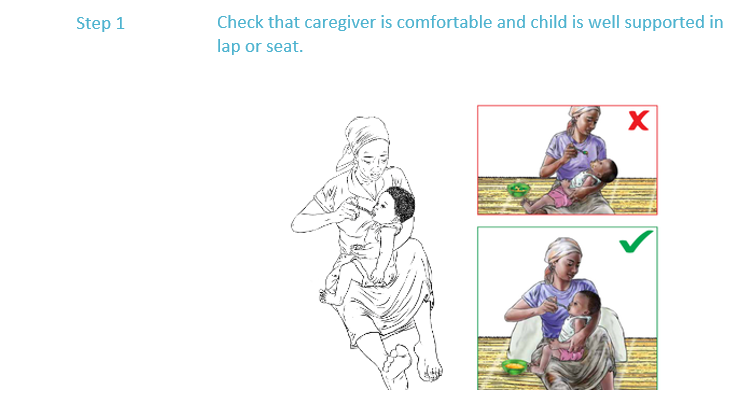 Step 1
Check that caregiver is comfortable and child is well supported in
lap or seat.